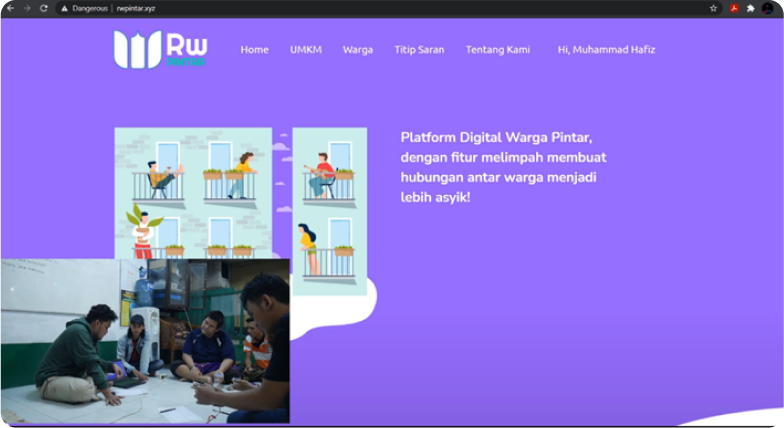 Dangerous | rwpintar.xyz
Rw
PINTAR
Home UMKM Warga Titip Saran Tentang Kami Hi, Muhammad Hafiz
Platform Digital Warga Pintar,
dengan fitur melimpah membuat
hubungan antar warga menjadi
lebih asyik!